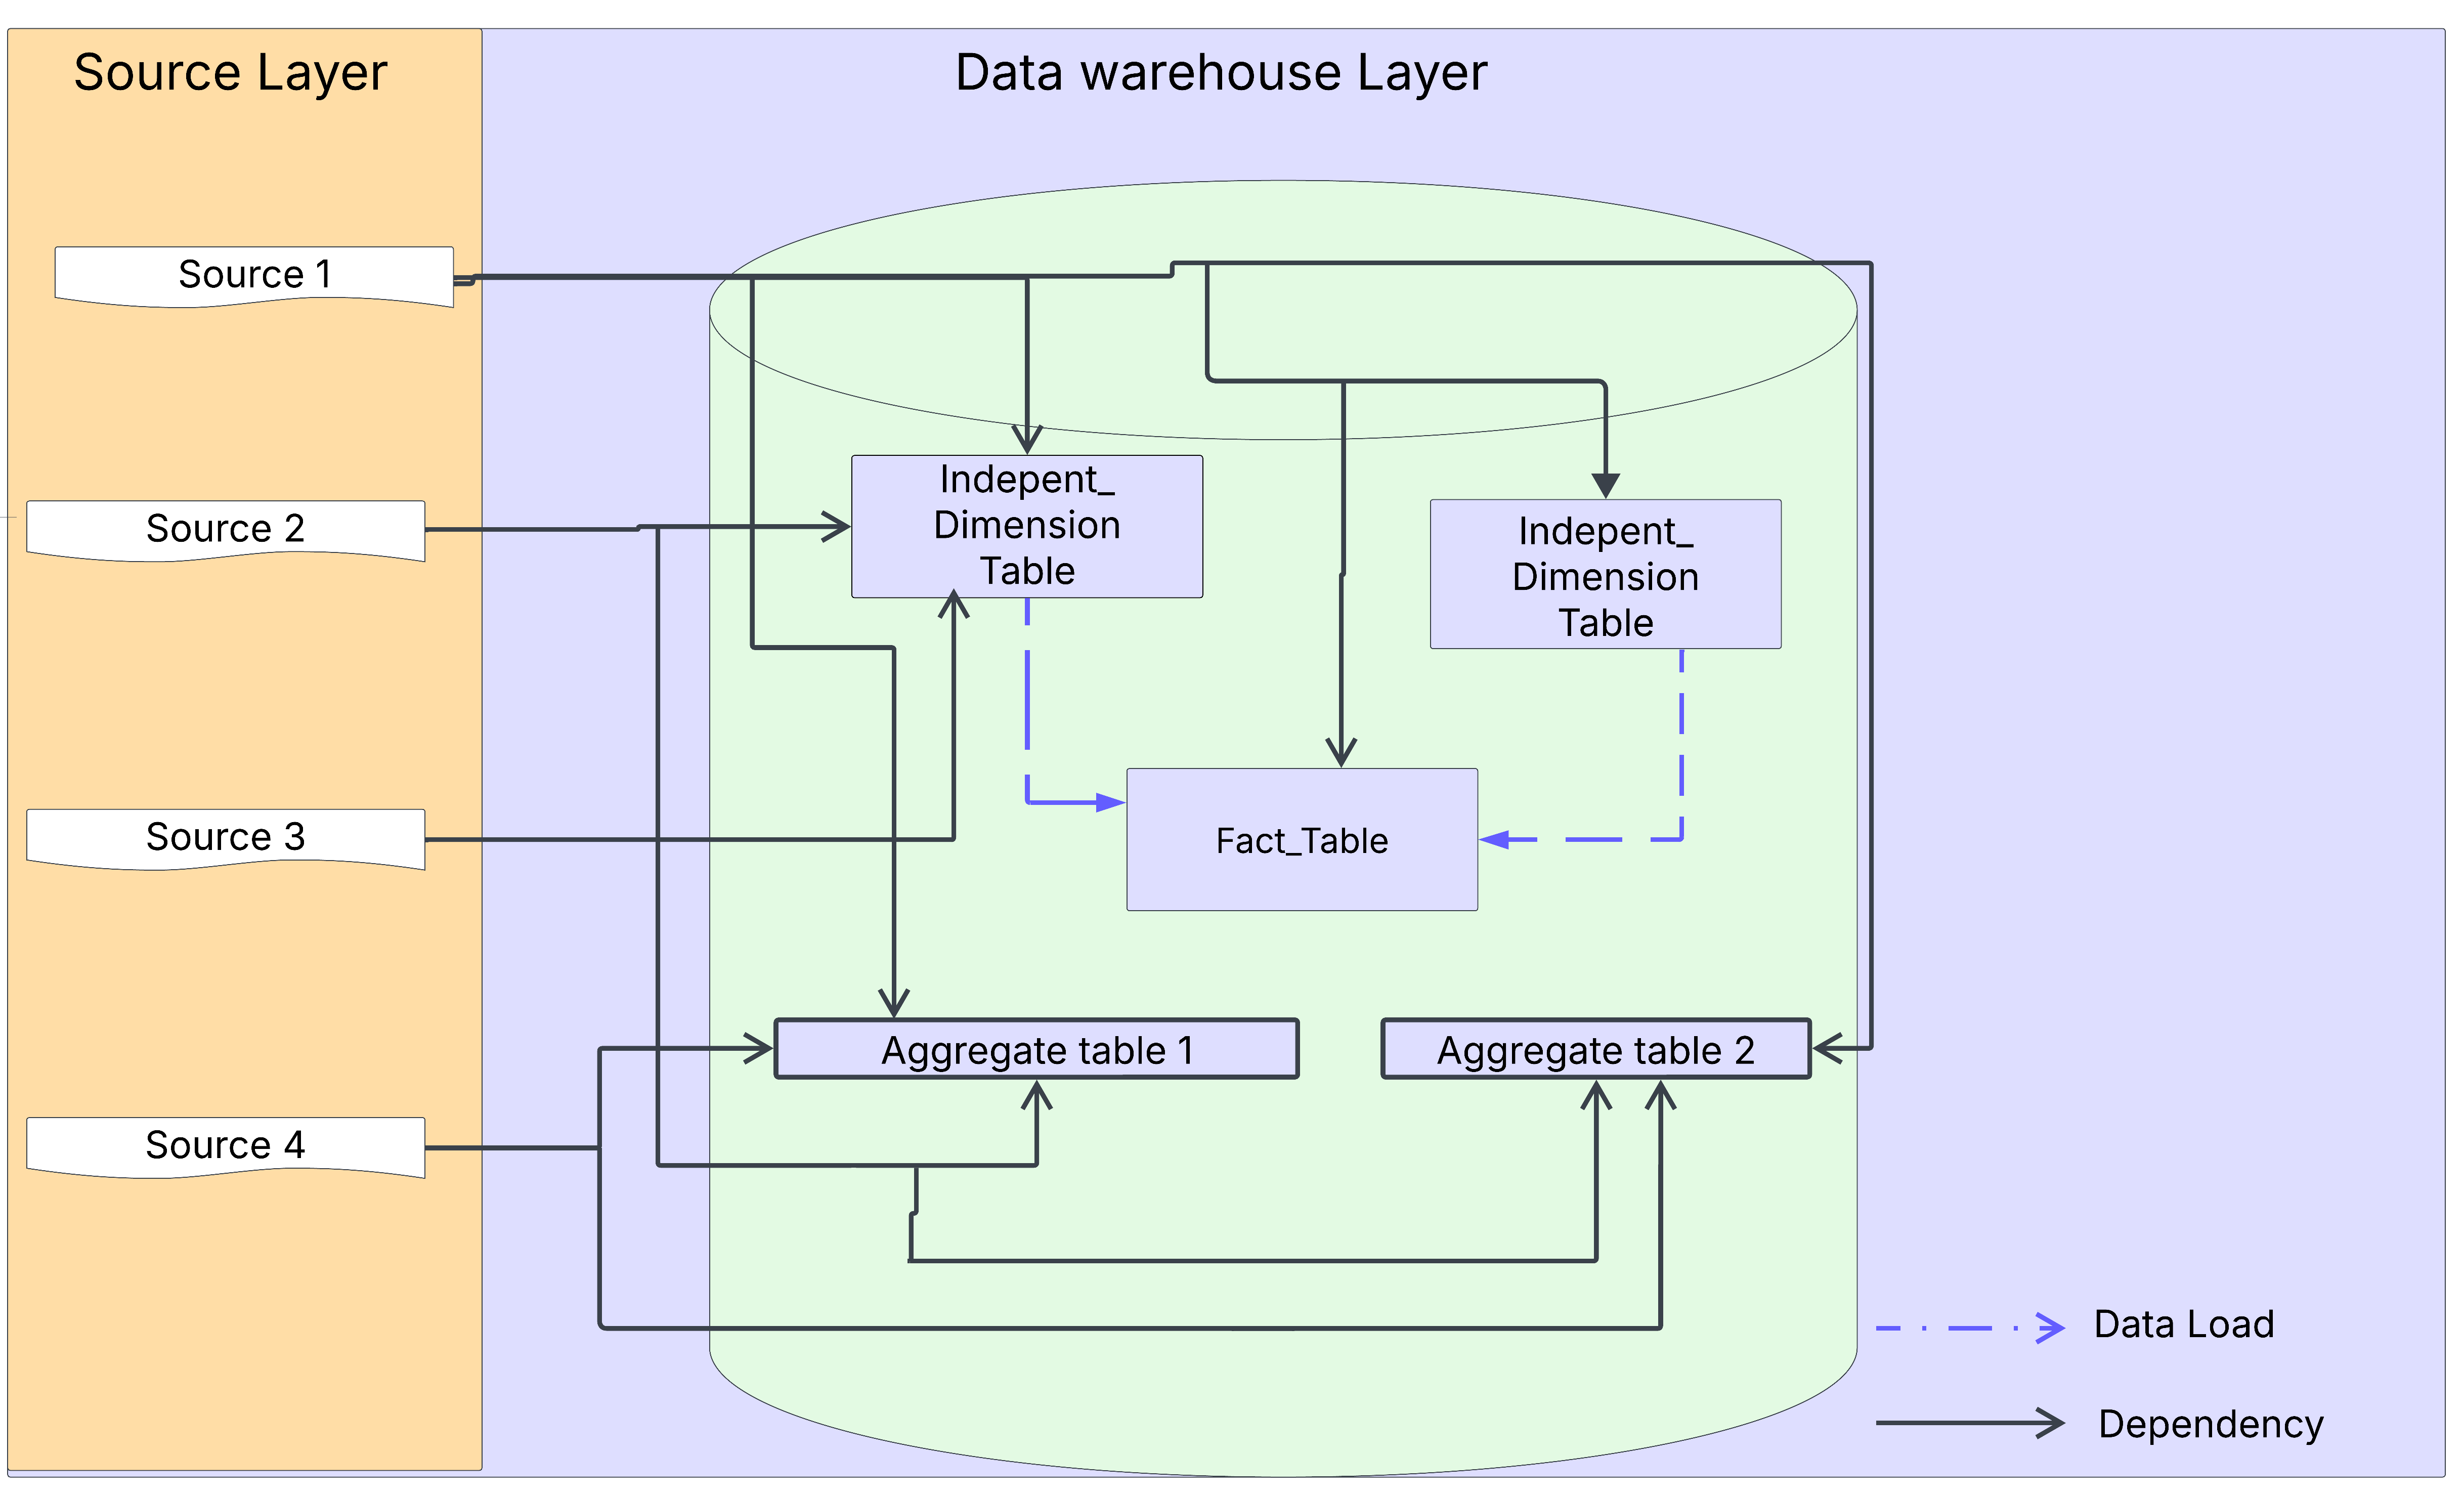 Source Layer
Data warehouse Layer
Source 1
Indepent_
Dimension
Table
Source 2
Indepent_
Dimension
Table
Source 3
Fact_Table
Aggregate table 1
Aggregate table 2
Source 4
Data Load
Dependency